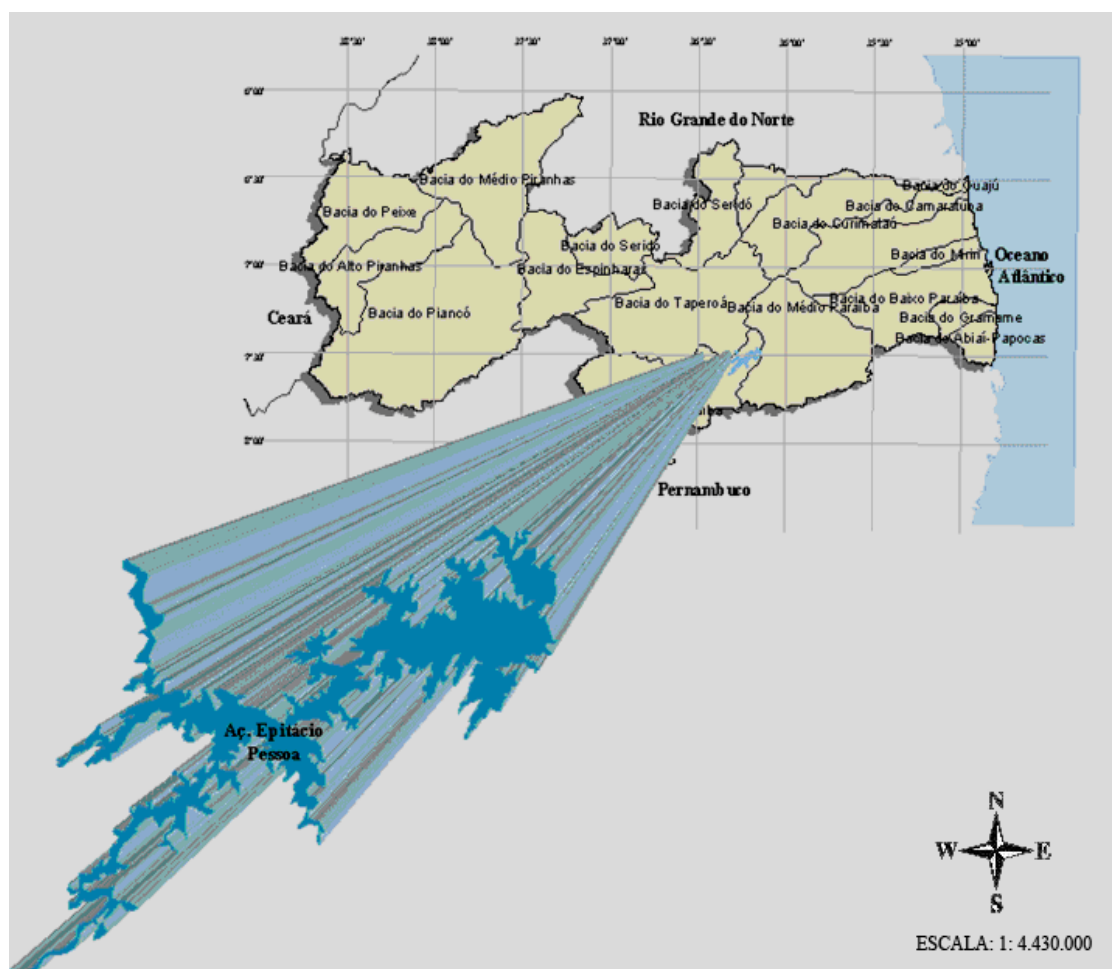 Rio Grande do Norte
Bacia do Médio Piranhas
Bacia do Guajú
Bacia do Peixe
Bacia do Seridó
Bacia do Camaratuba
Bacia do Curimataú
Bacia do Seridó
Bacia do Mirin
Oceano
Atlântico
Bacia do Alto Piranhas
Bacia do Espinharas
Bacia do Taperoá
Bacia do Médio Paraíba
Bacia do Baixo Paraíba
Ceará
Bacia do Piancó
Bacia do Gramame
Bacia do Abiaí-Papocas
Pernambuco
Aç. Epitácio
Pessoa
N
W
E
S
ESCALA: 1: 4.430.000